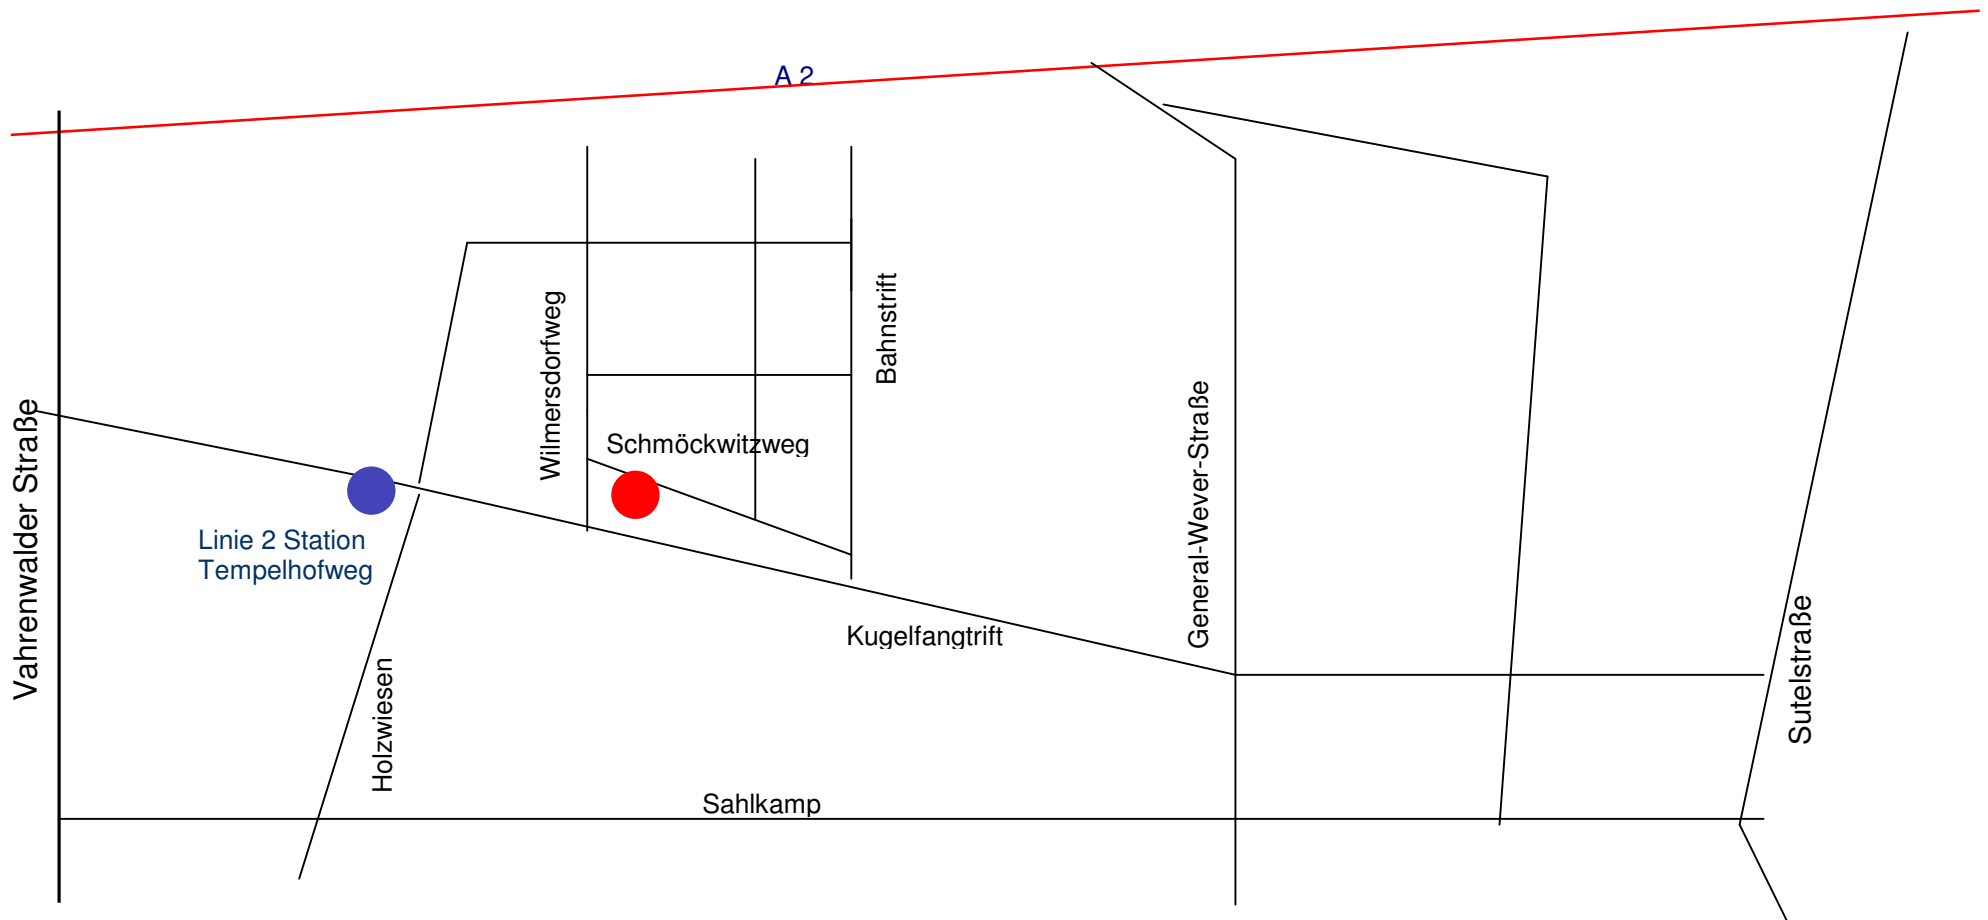 A 2
Vahrenwalder Straße
Wilmersdorfweg
Bahnstrift
Schmöckwitzweg
General-Wever-Straße
Linie 2 Station
Tempelhofweg
Kugelfangtrift
Holzwiesen
Sutelstraße
Sahlkamp